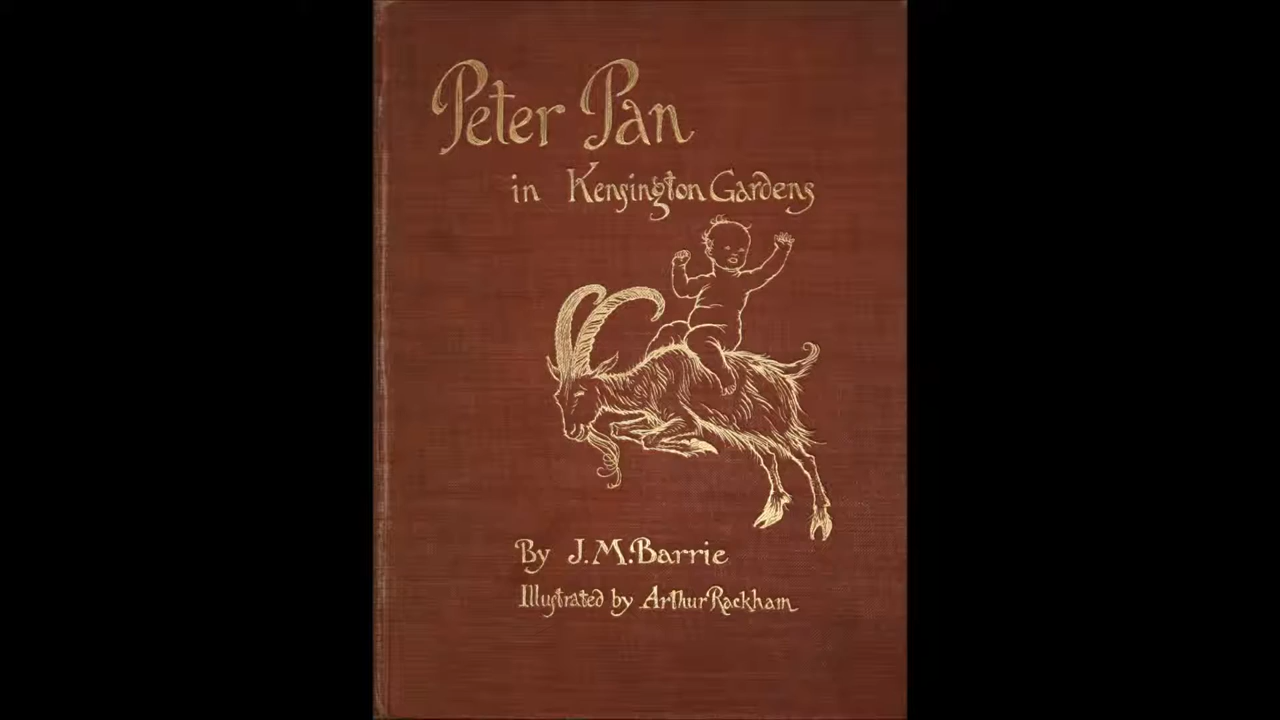 Peter Pan
in Kensington Gardens
By J.M.Barrie
Illustrated by Arthur Rackham